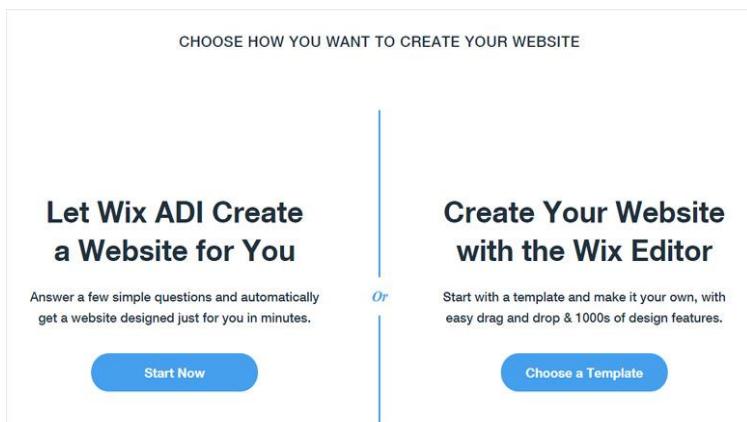 CHOOSE HOW YOU WANT TO CREATE YOUR WEBSITE
Let Wix ADI Create
a Website for You
Answer a few simple questions and automatically
get a website designed just for you in minutes.
Start Now
Or
Create Your Website
with the Wix Editor
Start with a template and make it your own, with
easy drag and drop & 1000s of design features.
Choose a Template